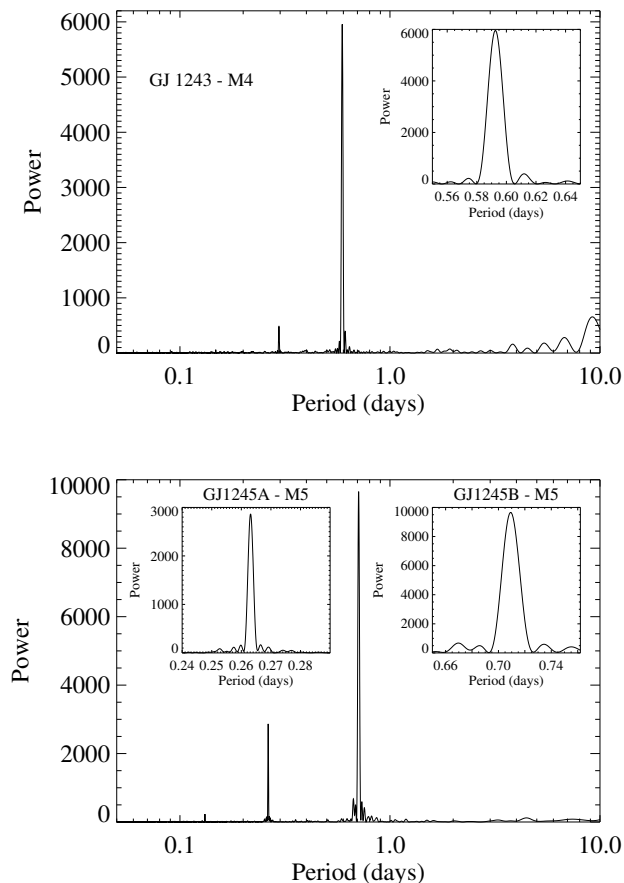 6000
5000
4000
3000
2000
1000
0
Power
GJ 1243 - M4
0.1 1.0 10.0
Period (days)
6000
4000
2000
0
Power
0.56 0.58 0.60 0.62 0.64
Period (days)
10000
8000
6000
4000
2000
0
Power
GJ1245A - M5
3000
2000
1000
0
Power
0.24 0.25 0.26 0.27 0.28
Period (days)
GJ1245B - M5
10000
8000
6000
4000
2000
0
Power
0.66 0.70 0.74
Period (days)
0.1 1.0 10.0
Period (days)